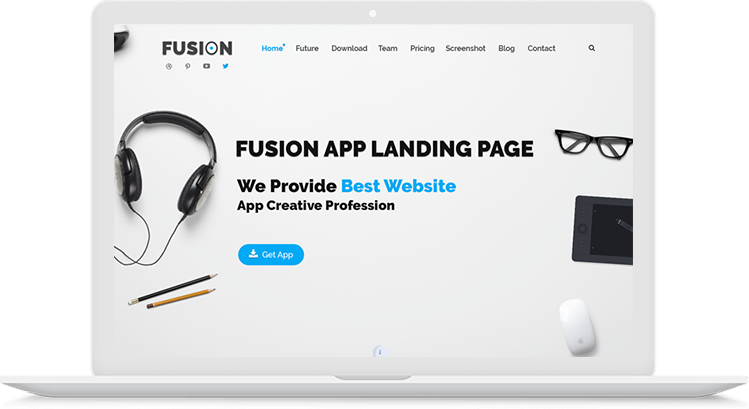 FUSION
Home Future Download Team Pricing Screenshot Blog Contact
FUSION APP LANDING PAGE
We Provide Best Website
App Creative Profession
Get App